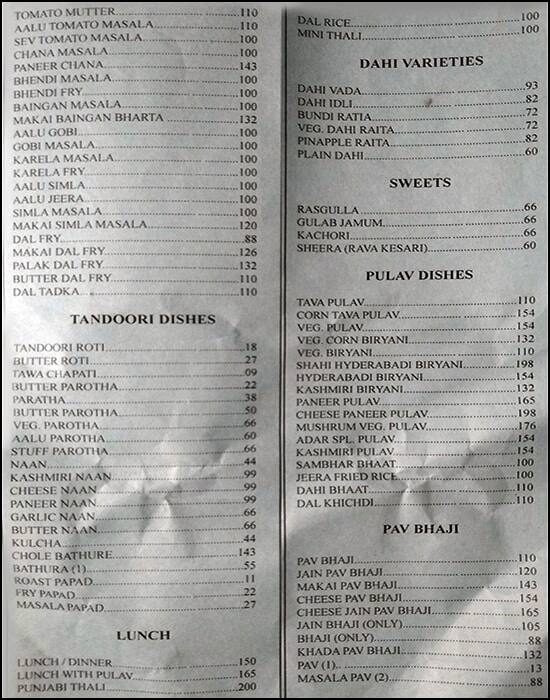 TOMATO MUTTER 110
AALU TOMATO MASALA 110
SEV TOMATO MASALA 100
CHANA MASALA 100
PANEER CHANA 143
BHENDI MASALA 100
BHENDI FRY 100
BAINGAN MASALA 100
MAKAI BAINGAN BHARTA 132
AALU GOBI 100
GOBI MASALA 100
KARELA MASALA 100
KARELA FRY 100
AALU SIMLA 100
AALU JEERA 100
SIMLA MASALA 100
MAKAI SIMLA MASALA 120
DAL FRY 88
MAKAI DAL FRY 126
PALAK DAL FRY 132
BUTTER DAL FRY 110
DAL TADKA 110
TANDOORI DISHES
TANDOORI ROTI 18
BUTTER ROTI 27
TAWA CHAPATI 09
BUTTER PAROTHA 22
PARATHA 38
BUTTER PAROTHA 50
VEG. PAROTHA 66
AALU PAROTHA 60
STUFF PAROTHA 66
NAAN 44
KASHMIRI NAAN 99
CHEESE NAAN 99
PANEER NAAN 99
GARLIC NAAN 66
BUTTER NAAN 66
KULCHA 44
CHOLE BATHURE 143
BATHURA (1) 55
ROAST PAPAD 11
FRY PAPAD 22
MASALA PAPAD 27
LUNCH
LUNCH / DINNER 150
LUNCH WITH PULAV 165
PUNJABI THALI 200
DAL RICE 100
MINI THALI 100
DAHI VARIETIES
DAHI VADA 93
DAHI IDLI 82
BUNDI RATIA 72
VEG. DAHI RAITA 72
PINAPPLE RAITA 82
PLAIN DAHI 60
SWEETS
RASGULLA 66
GULAB JAMUM 66
KACHORI 66
SHEERA (RAVA KESARI) 60
PULAV DISHES
TAVA PULAV 110
CORN TAVA PULAV 154
VEG. PULAV 154
VEG. CORN BIRYANI 132
VEG. BIRYANI 110
SHAHI HYDERABADI BIRYANI 198
HYDERABADI BIRYANI 154
KASHMIRI BIRYANI 132
PANEER PULAV 165
CHEESE PANEER PULAV 198
MUSHRUM VEG. PULAV 176
ADAR SPL. PULAV 154
KASHMIRI PULAV 154
SAMBHAR BHAAT 100
JEERA FRIED RICE 100
DAHI BHAAT 110
DAL KHICHDI 110
PAV BHAJI
PAV BHAJI 110
JAIN PAV BHAJI 120
MAKAI PAV BHAJI 143
CHEESE PAV BHAJI 154
CHEESE JAIN PAV BHAJI 165
JAIN BHAJI (ONLY) 105
BHAJI (ONLY) 88
KHADA PAV BHAJI 132
PAV (1) 13
MASALA PAV (2) 88